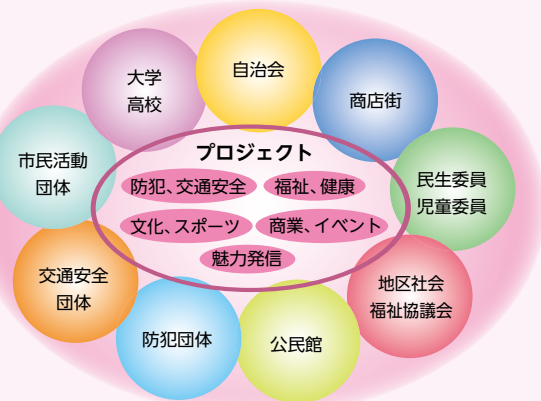 自治会
大学
高校
商店街
市民活動
団体
プロジェクト
防犯、交通安全
福祉、健康
文化、スポーツ
商業、イベント
魅力発信
民生委員
児童委員
交通安全
団体
地区社会
福祉協議会
防犯団体
公民館